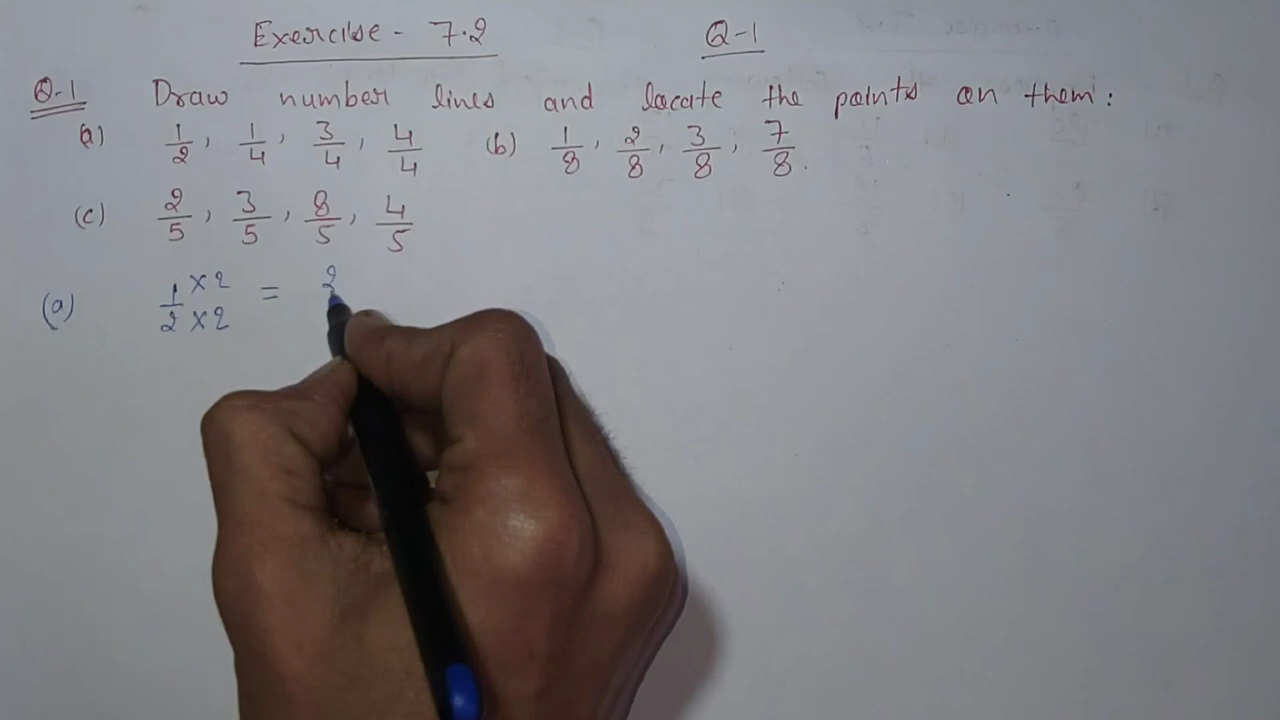 Exercise - 7.2 Q-1
Q-1 Draw number lines and locate the points on them:
(a) 1/2, 1/4, 3/4, 4/4 (b) 1/8, 2/8, 3/8, 7/8.
(c) 2/5, 3/5, 8/5, 4/5
(a) 1×2/2×2 = 2